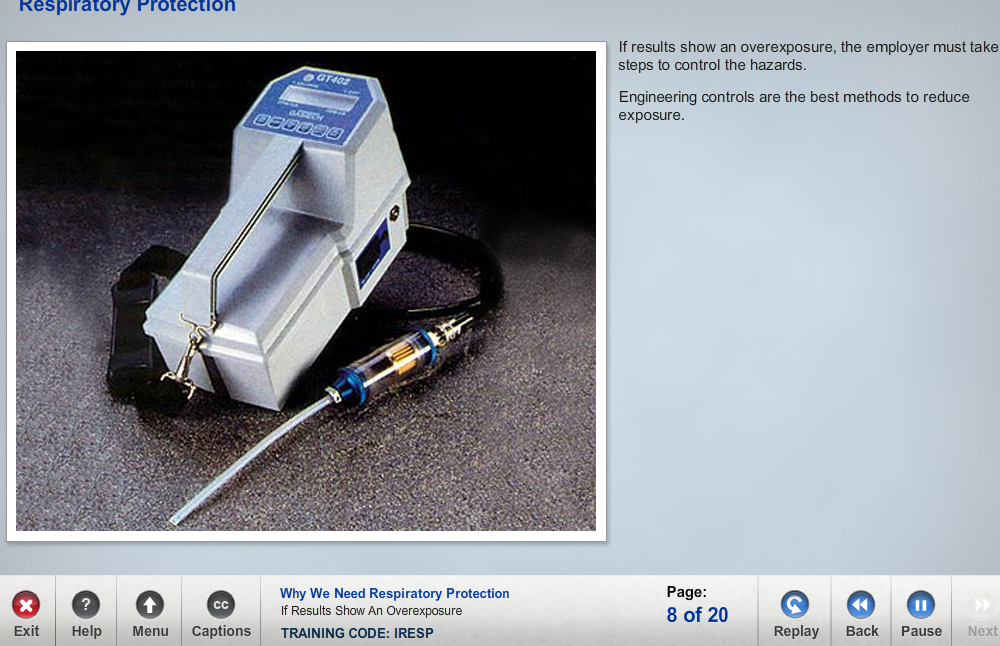 Respiratory Protection
If results show an overexposure, the employer must take
steps to control the hazards.
Engineering controls are the best methods to reduce
exposure.
GT402
GASTECH
Exit
?
Help
Menu
cc
Captions
Why We Need Respiratory Protection
If Results Show An Overexposure
TRAINING CODE: IRESP
Page:
8 of 20
Replay
Back
Pause
Next